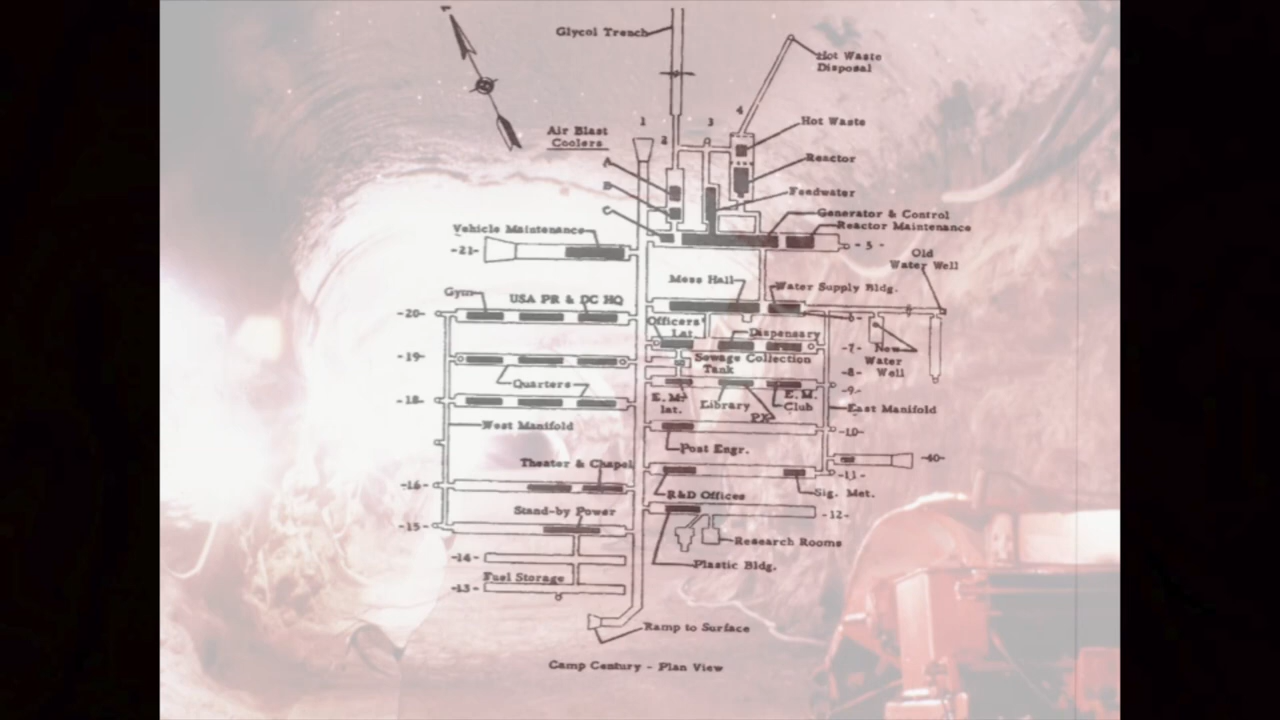 Glycol Trench
Hot Waste
Disposal
4
1
3
2
Hot Waste
Air Blast
Coolers
A
Reactor
B
Feedwater
C
Generator & Control
Reactor Maintenance
Vehicle Maintenance
-21-
- 5 -
Old
Water Well
Mess Hall
Water Supply Bldg.
Gym
USA PR & DC HQ
-20-
-6-
Officers'
Lat.
Dispensary
-7-
New
Water
Well
-19-
Sewage Collection
Tank
-8-
Quarters
-9-
-18-
E.M.
lat.
Library
PX
E.M.
Club
East Manifold
West Manifold
-10-
Post Engr.
-40-
Theater & Chapel
-11-
-16-
R&D Offices
Sig. Met.
Stand-by Power
-12-
-15-
Research Rooms
-14-
Plastic Bldg.
Fuel Storage
-13-
Ramp to Surface
Camp Century - Plan View